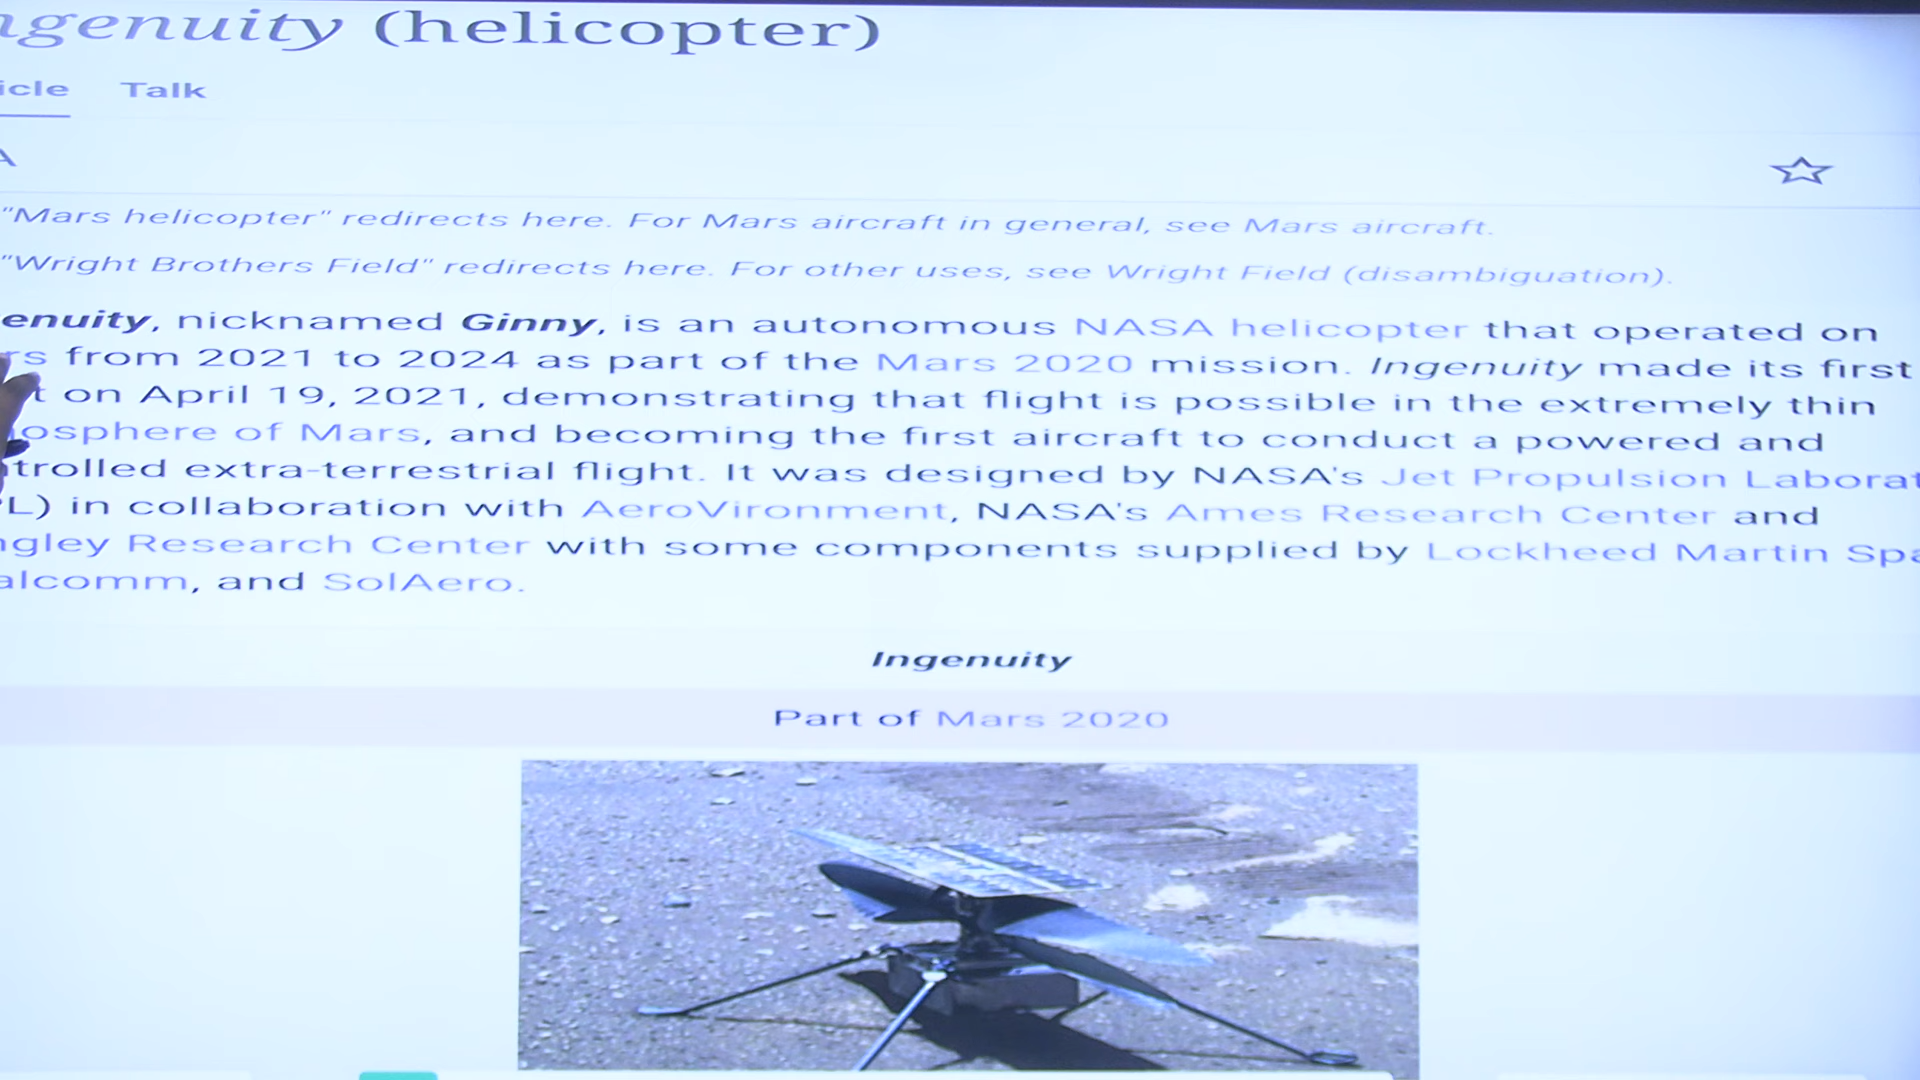 ngenuity (helicopter)
icle Talk
A
"Mars helicopter" redirects here. For Mars aircraft in general, see Mars aircraft.
"Wright Brothers Field" redirects here. For other uses, see Wright Field (disambiguation).
enuity, nicknamed Ginny, is an autonomous NASA helicopter that operated on
rs from 2021 to 2024 as part of the Mars 2020 mission. Ingenuity made its first
t on April 19, 2021, demonstrating that flight is possible in the extremely thin
osphere of Mars, and becoming the first aircraft to conduct a powered and
ntrolled extra-terrestrial flight. It was designed by NASA's Jet Propulsion Laborat
PL) in collaboration with AeroVironment, NASA's Ames Research Center and
ngley Research Center with some components supplied by Lockheed Martin Spa
alcomm, and SolAero.
Ingenuity
Part of Mars 2020